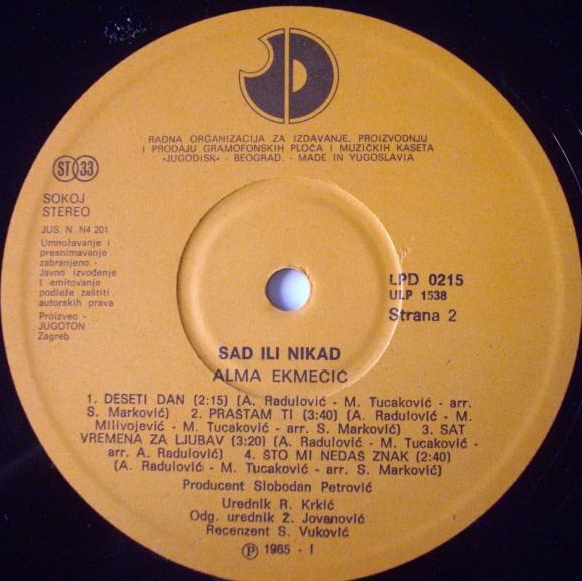 RADNA ORGANIZACIJA ZA IZDAVANJE, PROIZVODNJU
I PRODAJU GRAMOFONSKIH PLOČA I MUZIČKIH KASETA
»JUGODISK« - BEOGRAD. - MADE IN YUGOSLAVIA
ST 33
SOKOJ
STEREO
JUS. N. N4 201
Umnožavanje i
presnimavanje
zabranjeno -
Javno izvođenje
i emitovanje
podleže zaštiti
autorskih prava
Proizveo -
JUGOTON
Zagreb
LPD 0215
ULP 1538
Strana 2
SAD ILI NIKAD
ALMA EKMEČIĆ
1. DESETI DAN (2:15) (A. Radulović - M. Tucaković - arr.
S. Marković) 2. PRAŠTAM TI (3:40) (A. Radulović - M.
Milivojević - M. Tucaković - arr. S. Marković) 3. SAT
VREMENA ZA LJUBAV (3:20) (A. Radulović - M. Tucaković -
arr. A. Radulović) 4. ŠTO MI NEDAŠ ZNAK (2:40)
(A. Radulović - M. Tucaković - arr. S. Marković)
Producent Slobodan Petrović
Urednik R. Krkić
Odg. urednik Ž. Jovanović
Recenzent S. Vuković
Ⓟ 1985 - I